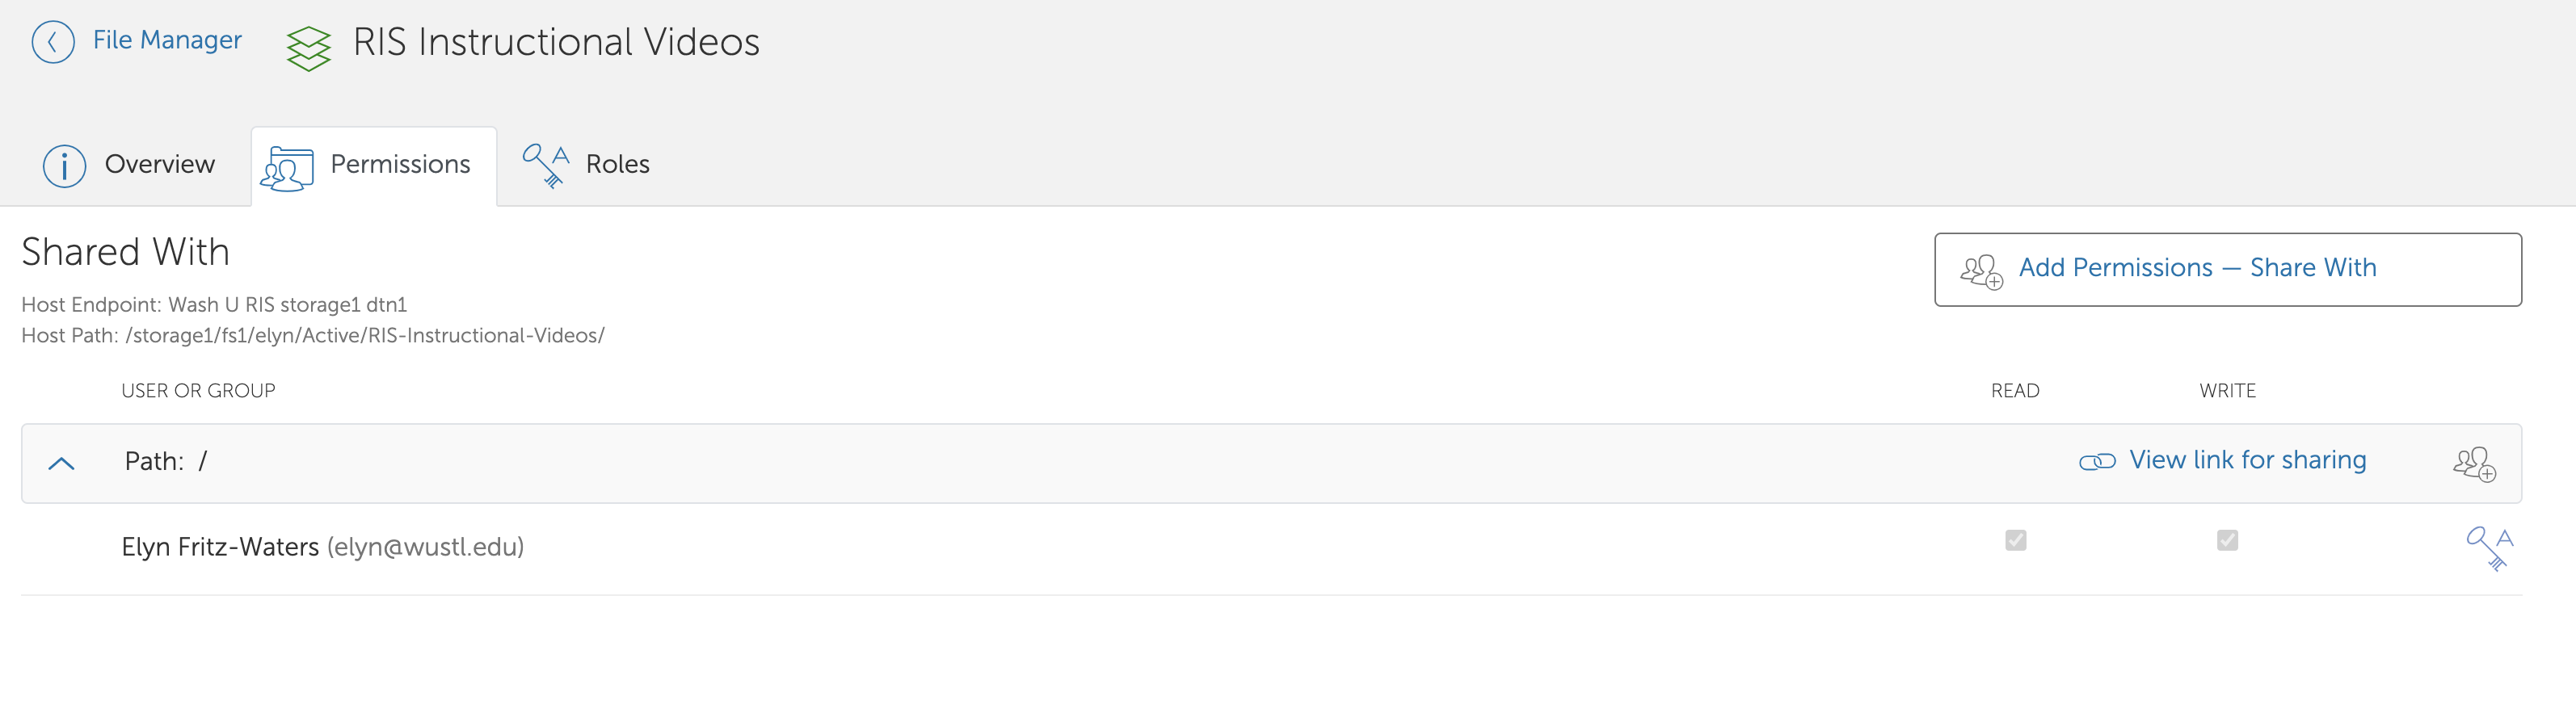 File Manager
RIS Instructional Videos
Overview
Permissions
Roles
Shared With
Add Permissions — Share With
Host Endpoint: Wash U RIS storage1 dtn1
Host Path: /storage1/fs1/elyn/Active/RIS-Instructional-Videos/
USER OR GROUP READ WRITE
Path: / View link for sharing
Elyn Fritz-Waters (elyn@wustl.edu)